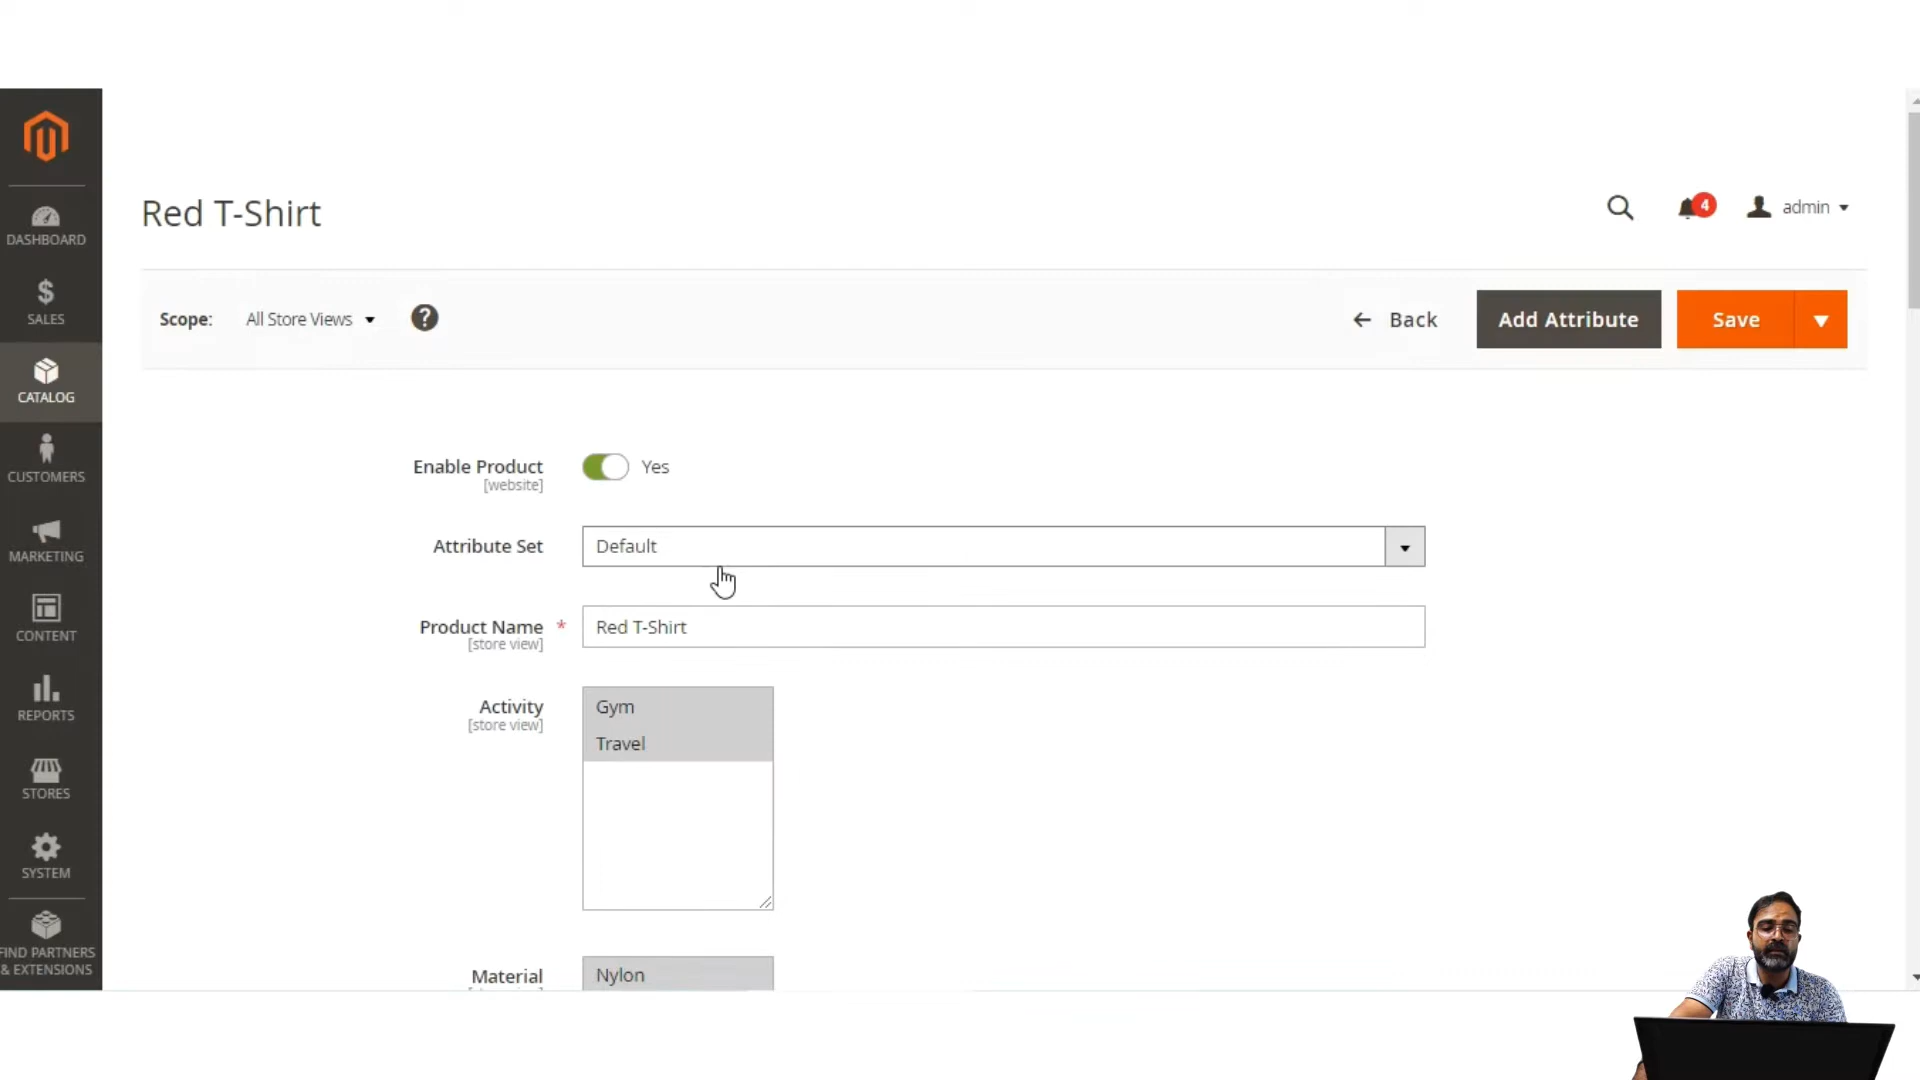 Red T-Shirt
4
admin
DASHBOARD
SALES
CATALOG
CUSTOMERS
MARKETING
CONTENT
REPORTS
STORES
SYSTEM
FIND PARTNERS
& EXTENSIONS
Scope: All Store Views ?
Back
Add Attribute
Save
Enable Product
[website]
Yes
Attribute Set
Default
Product Name *
[store view]
Red T-Shirt
Activity
[store view]
Gym
Travel
Material
Nylon